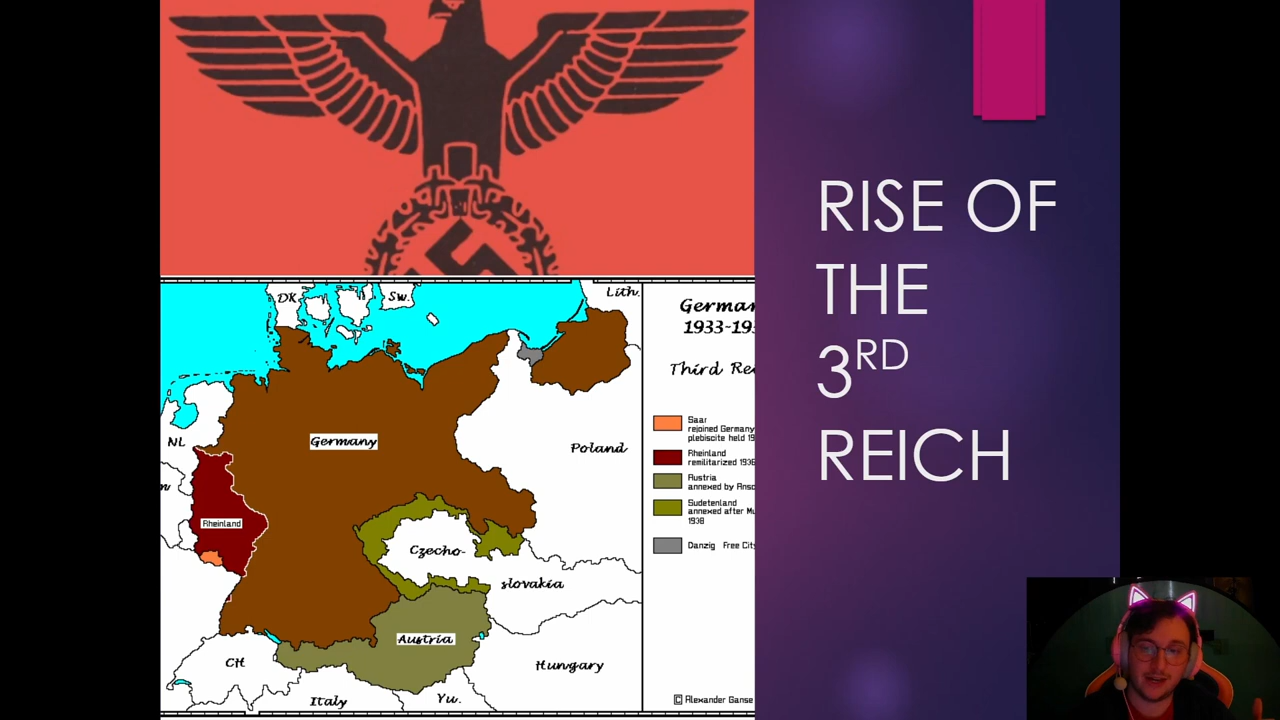 RISE OF
THE
3RD
REICH
DK
Sw.
Lith.
German
1933-193
Third Re
NL
Germany
Poland
Saar
rejoined Germany
plebiscite held 19
Rheinland
remilitarized 1936
Austria
annexed by Ansc
Sudetenland
annexed after Mu
1938
Danzig Free Cit
Rheinland
Czecho-
slovakia
Austria
CH
Hungary
Italy
Yu.
© Alexander Ganse